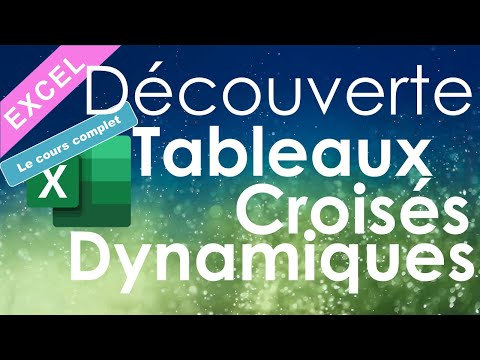 EXCEL
Le cours complet
Découverte
Tableaux
X
Croisés
Dynamiques